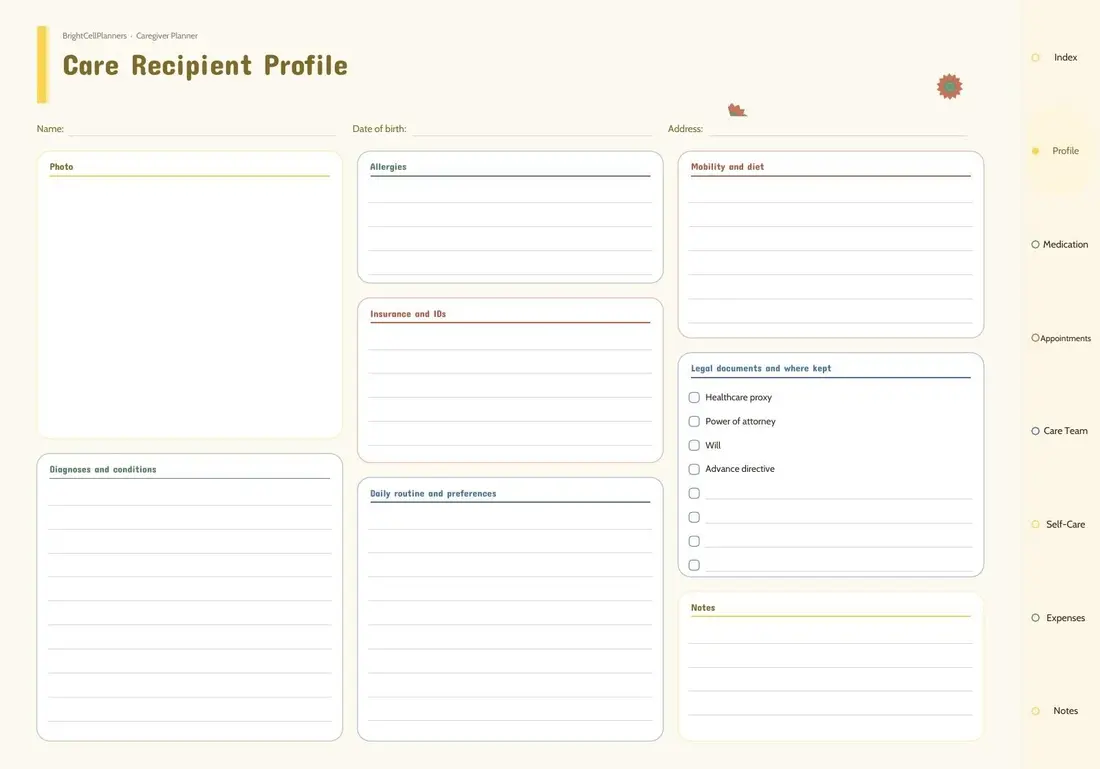 BrightCellPlanners · Caregiver Planner
Care Recipient Profile
Name:
Date of birth:
Address:
Photo
Diagnoses and conditions
Allergies
Insurance and IDs
Daily routine and preferences
Mobility and diet
Legal documents and where kept
Healthcare proxy
Power of attorney
Will
Advance directive
Notes
Index
Profile
Medication
Appointments
Care Team
Self-Care
Expenses
Notes